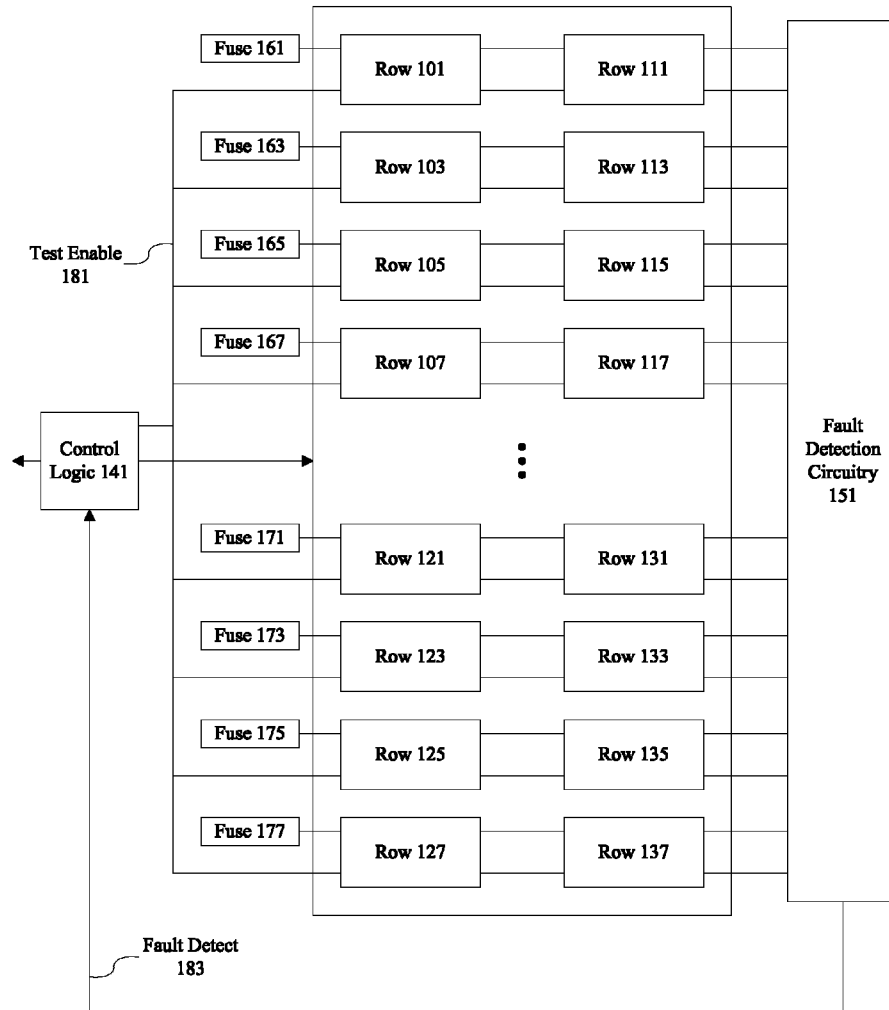 Fuse 161
Row 101
Row 111
Fuse 163
Row 103
Row 113
Test Enable
181
Fuse 165
Row 105
Row 115
Fuse 167
Row 107
Row 117
Control
Logic 141
Fault
Detection
Circuitry
151
Fuse 171
Row 121
Row 131
Fuse 173
Row 123
Row 133
Fuse 175
Row 125
Row 135
Fuse 177
Row 127
Row 137
Fault Detect
183